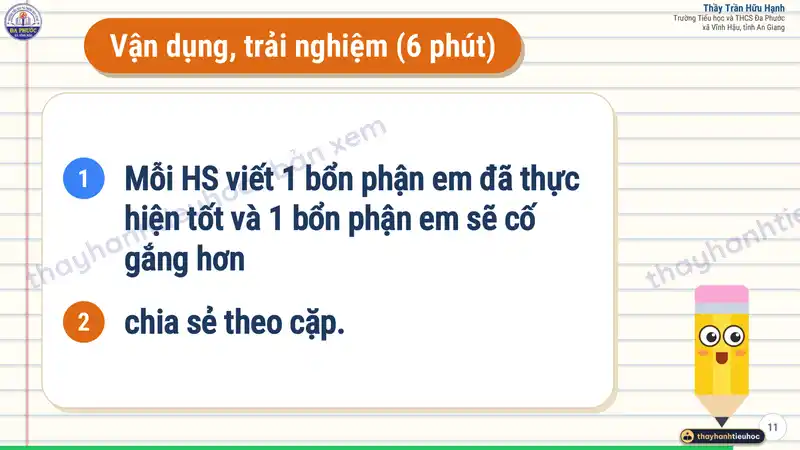 Thầy Trần Hữu Hạnh
Trường Tiểu học và THCS Đa Phước
xã Vĩnh Hậu, tỉnh An Giang
ĐA PHƯỚC
Vận dụng, trải nghiệm (6 phút)
1
Mỗi HS viết 1 bổn phận em đã thực
hiện tốt và 1 bổn phận em sẽ cố
gắng hơn
2
chia sẻ theo cặp.
11
thayhanhtieuhoc